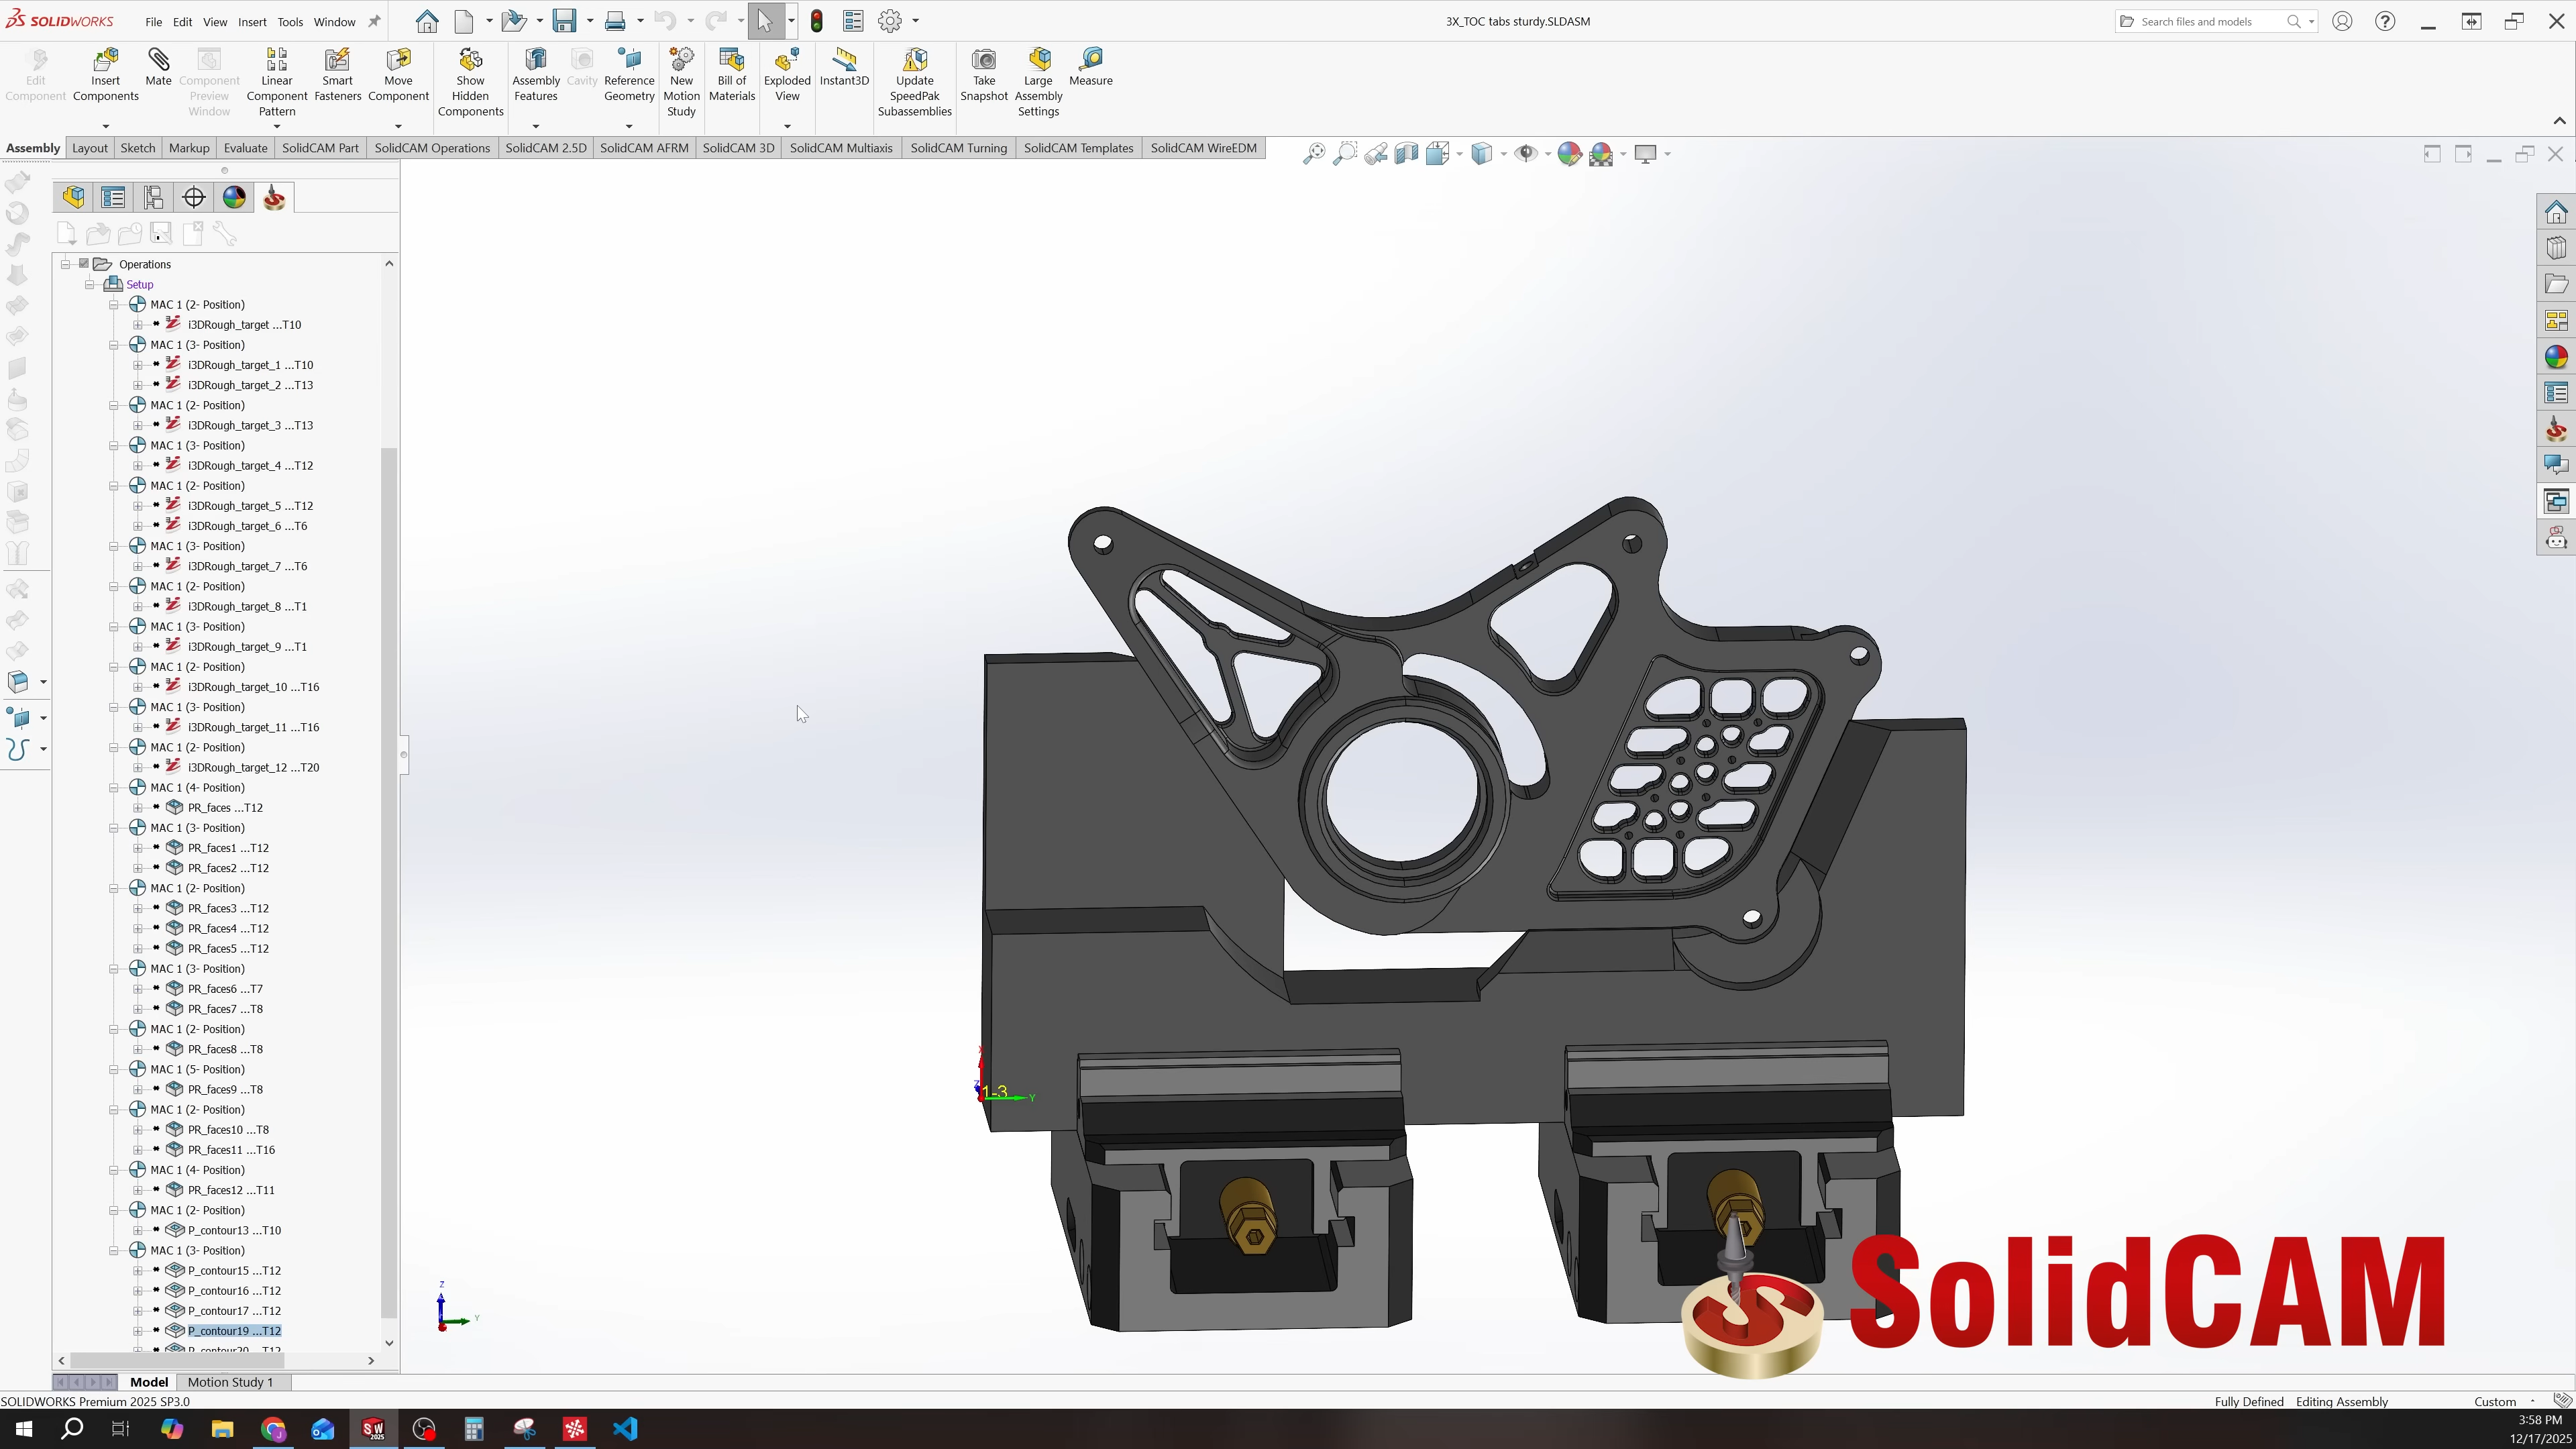 SOLIDWORKS
File Edit View Insert Tools Window
3X_TOC tabs sturdy.SLDASM
Search files and models
Edit Component
Insert Components
Mate
Component Preview Window
Linear Component Pattern
Smart Fasteners
Move Component
Show Hidden Components
Assembly Features
Cavity
Reference Geometry
New Motion Study
Bill of Materials
Exploded View
Instant3D
Update SpeedPak Subassemblies
Take Snapshot
Large Assembly Settings
Measure
Assembly Layout Sketch Markup Evaluate SolidCAM Part SolidCAM Operations SolidCAM 2.5D SolidCAM AFRM SolidCAM 3D SolidCAM Multiaxis SolidCAM Turning SolidCAM Templates SolidCAM WireEDM
Operations
Setup
MAC 1 (2- Position)
i3DRough_target ...T10
MAC 1 (3- Position)
i3DRough_target_1 ...T10
i3DRough_target_2 ...T13
MAC 1 (2- Position)
i3DRough_target_3 ...T13
MAC 1 (3- Position)
i3DRough_target_4 ...T12
MAC 1 (2- Position)
i3DRough_target_5 ...T12
i3DRough_target_6 ...T6
MAC 1 (3- Position)
i3DRough_target_7 ...T6
MAC 1 (2- Position)
i3DRough_target_8 ...T1
MAC 1 (3- Position)
i3DRough_target_9 ...T1
MAC 1 (2- Position)
i3DRough_target_10 ...T16
MAC 1 (3- Position)
i3DRough_target_11 ...T16
MAC 1 (2- Position)
i3DRough_target_12 ...T20
MAC 1 (4- Position)
PR_faces ...T12
MAC 1 (3- Position)
PR_faces1 ...T12
PR_faces2 ...T12
MAC 1 (2- Position)
PR_faces3 ...T12
PR_faces4 ...T12
PR_faces5 ...T12
MAC 1 (3- Position)
PR_faces6 ...T7
PR_faces7 ...T8
MAC 1 (2- Position)
PR_faces8 ...T8
MAC 1 (5- Position)
PR_faces9 ...T8
MAC 1 (2- Position)
PR_faces10 ...T8
PR_faces11 ...T16
MAC 1 (4- Position)
PR_faces12 ...T11
MAC 1 (2- Position)
P_contour13 ...T10
MAC 1 (3- Position)
P_contour15 ...T12
P_contour16 ...T12
P_contour17 ...T12
P_contour19 ...T12
P_contour20 ...T12
X
Z
1-3
Y
Z
Y
SolidCAM
Model Motion Study 1
SOLIDWORKS Premium 2025 SP3.0
Fully Defined Editing Assembly Custom
3:58 PM
12/17/2025